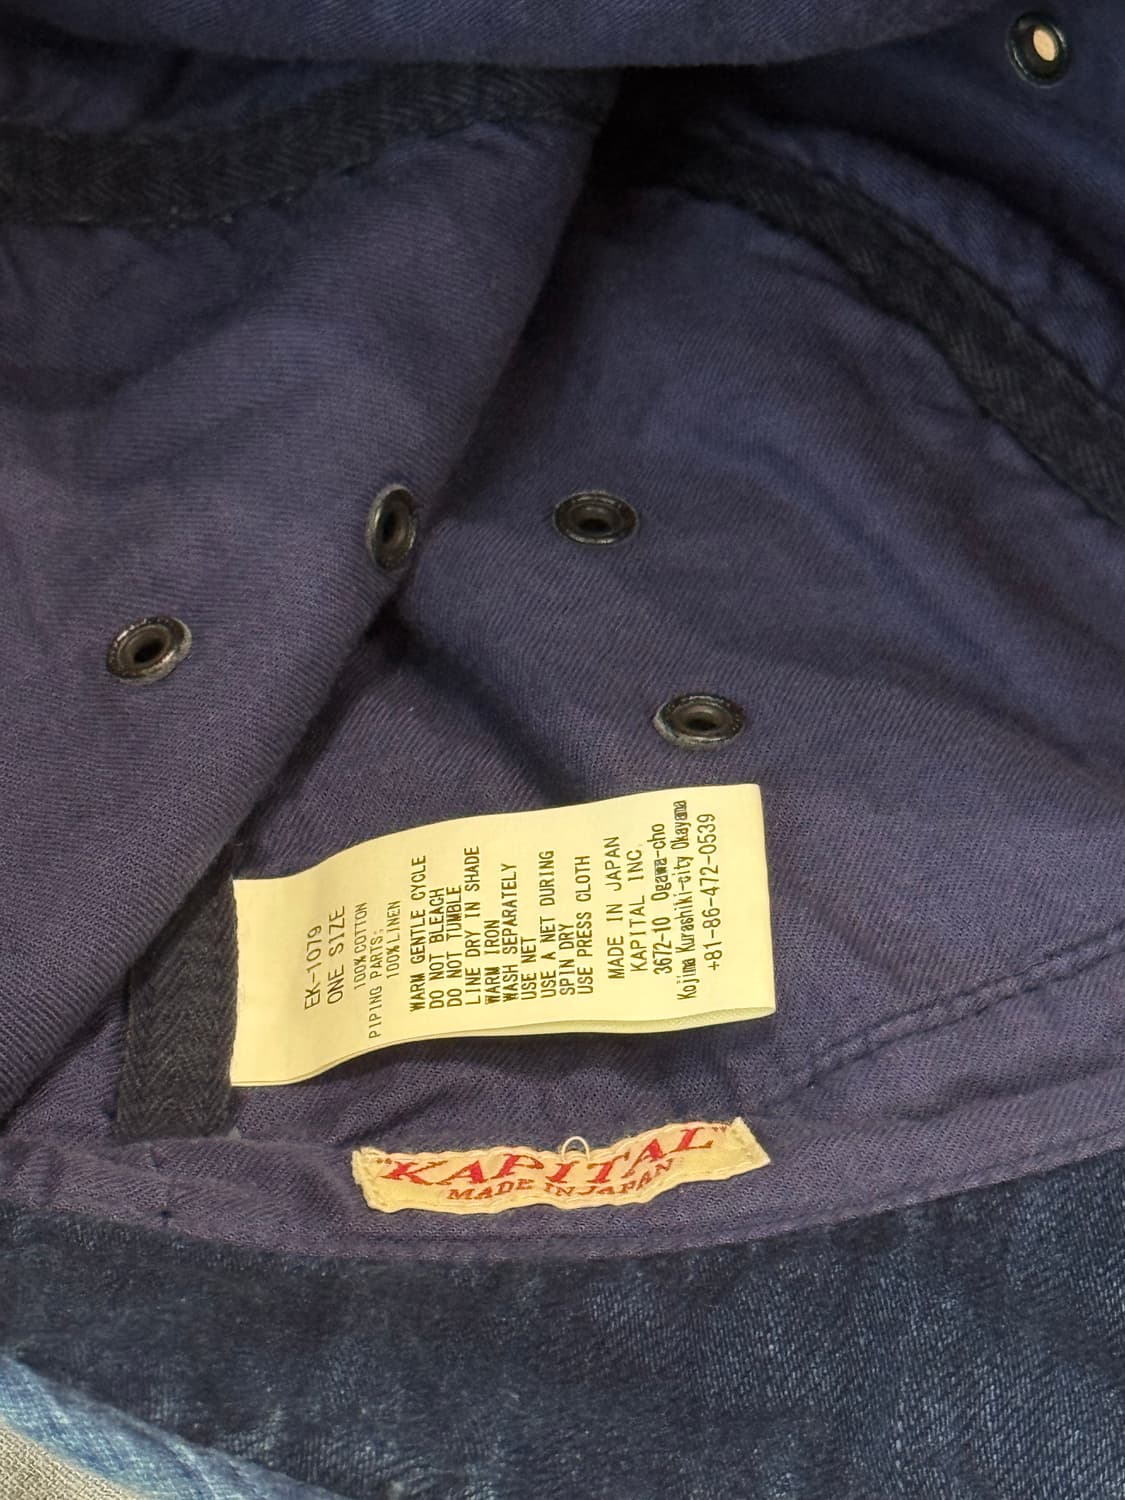 EK-1079
ONE SIZE
100% COTTON
PIPING PARTS;
100% LINEN
WARM GENTLE CYCLE
DO NOT BLEACH
DO NOT TUMBLE
LINE DRY IN SHADE
WARM IRON
WASH SEPARATELY
USE NET
USE A NET DURING
SPIN DRY
USE PRESS CLOTH
MADE IN JAPAN
KAPITAL INC.
3672-10 Ogawa-cho
Kojima Kurashiki-city Okayama
+81-86-472-0539
"KAPITAL"
MADE IN JAPAN